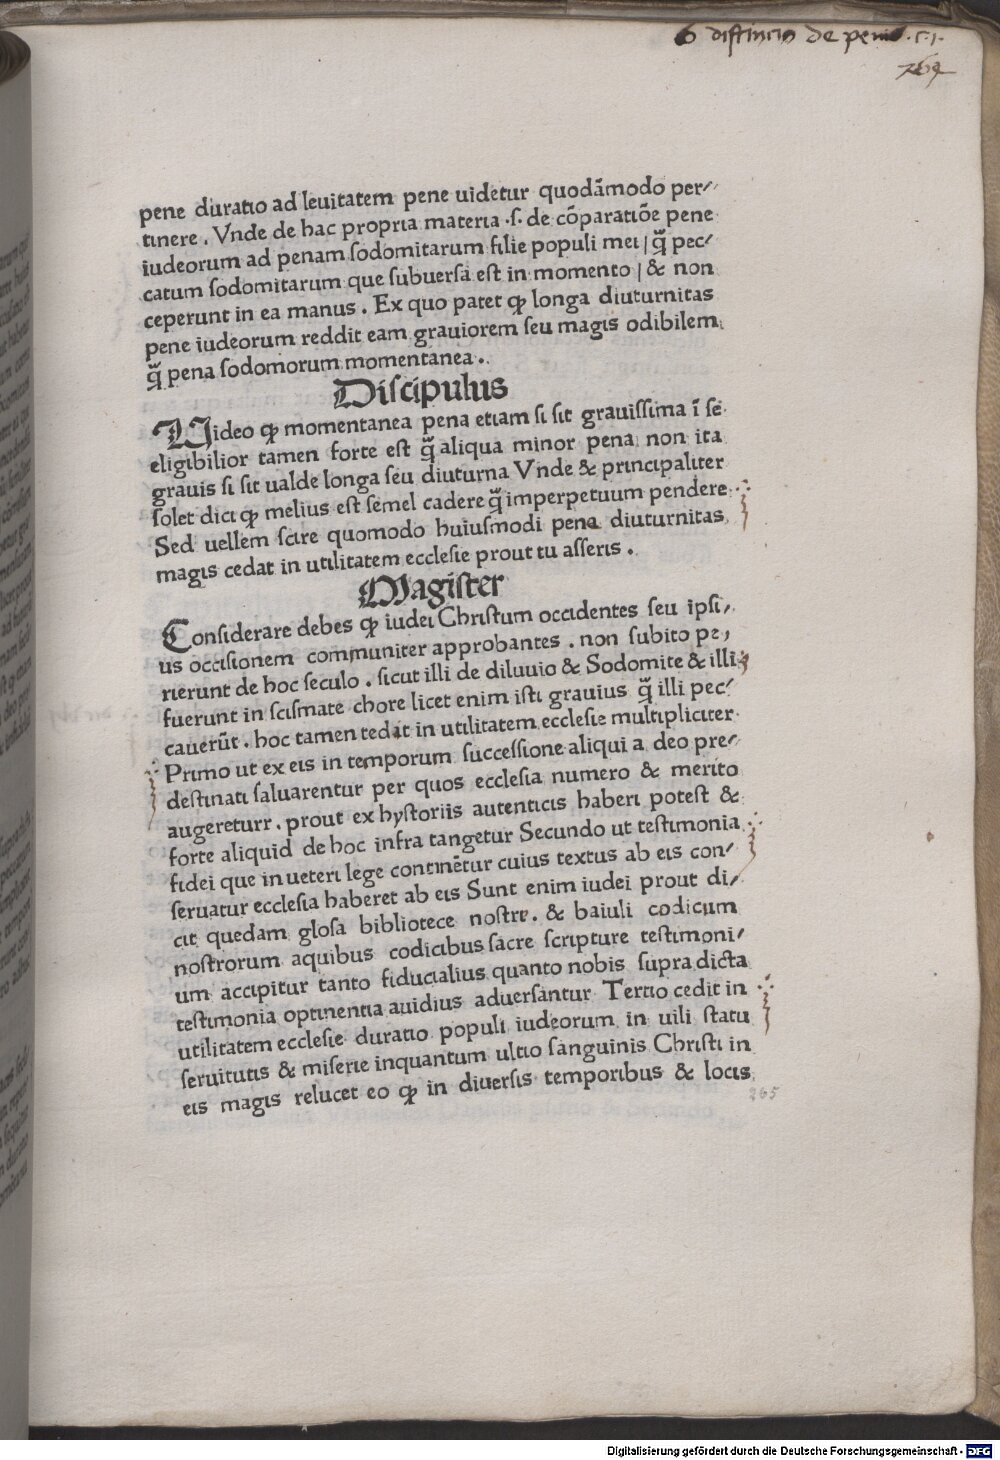 6 distinctio de peniƭ .c.1.
269
pene duratio ad leuitatem pene uidetur quodāmodo per⸗
tinere . Vnde de hac propria materia .ſ. de cōparatiōe pene
iudeorum ad penam ſodomitarum filie populi mei | q̄ꝫ pec⸗
catum ſodomitarum que ſubuerſa eſt in momento | & non
ceperunt in ea manus . Ex quo patet ꝙ longa diuturnitas
pene iudeorum reddit eam grauiorem ſeu magis odibilem
q̄ꝫ pena ſodomorum momentanea .
Diſcipulus
Video ꝙ momentanea pena etiam ſi ſit grauiſſima ī ſe
eligibilior tamen forte eſt q̄ꝫ aliqua minor pena non ita
grauis ſi ſit ualde longa ſeu diuturna Vnde & principaliter
ſolet dici ꝙ melius eſt ſemel cadere q̄ꝫ imperpetuum pendere
Sed uellem ſcire quomodo huiuſmodi pena diuturnitas
magis cedat in utilitatem eccleſie prout tu aſſeris .
Magiſter
Conſiderare debes ꝙ iudei Chriſtum occidentes ſeu ipſi⸗
us occiſionem communiter approbantes . non ſubito pe⸗
rierunt de hoc ſeculo . ſicut illi de diluuio & Sodomite & illi
fuerunt in ſciſmate chore licet enim iſti grauius q̄ꝫ illi pec⸗
cauerūt . hoc tamen tedit in utilitatem eccleſie multipliciter
Primo ut ex eis in temporum ſucceſſione aliqui a deo pre⸗
deſtinati ſaluarentur per quos eccleſia numero & merito
augereturr . prout ex hyſtoriis autenticis haberi poteſt &
forte aliquid de hoc infra tangetur Secundo ut teſtimonia
fidei que in ueteri lege continētur cuius textus ab eis con⸗
ſeruatur eccleſia haberet ab eis Sunt enim iudei prout di⸗
cit quedam gloſa bibliotece noſtre . & baiuli codicum
noſtrorum a quibus codicibus ſacre ſcripture teſtimoni⸗
um accipitur tanto fiducialius quanto nobis ſupra dicta
teſtimonia optinentia auidius aduerſantur Tertio cedit in
utilitatem eccleſie duratio populi iudeorum in uili ſtatu
ſeruitutis & miſerie inquantum ultio ſanguinis Chriſti in
eis magis relucet eo ꝙ in diuerſis temporibus & locis
265
Digitalisierung gefördert durch die Deutsche Forschungsgemeinschaft - DFG